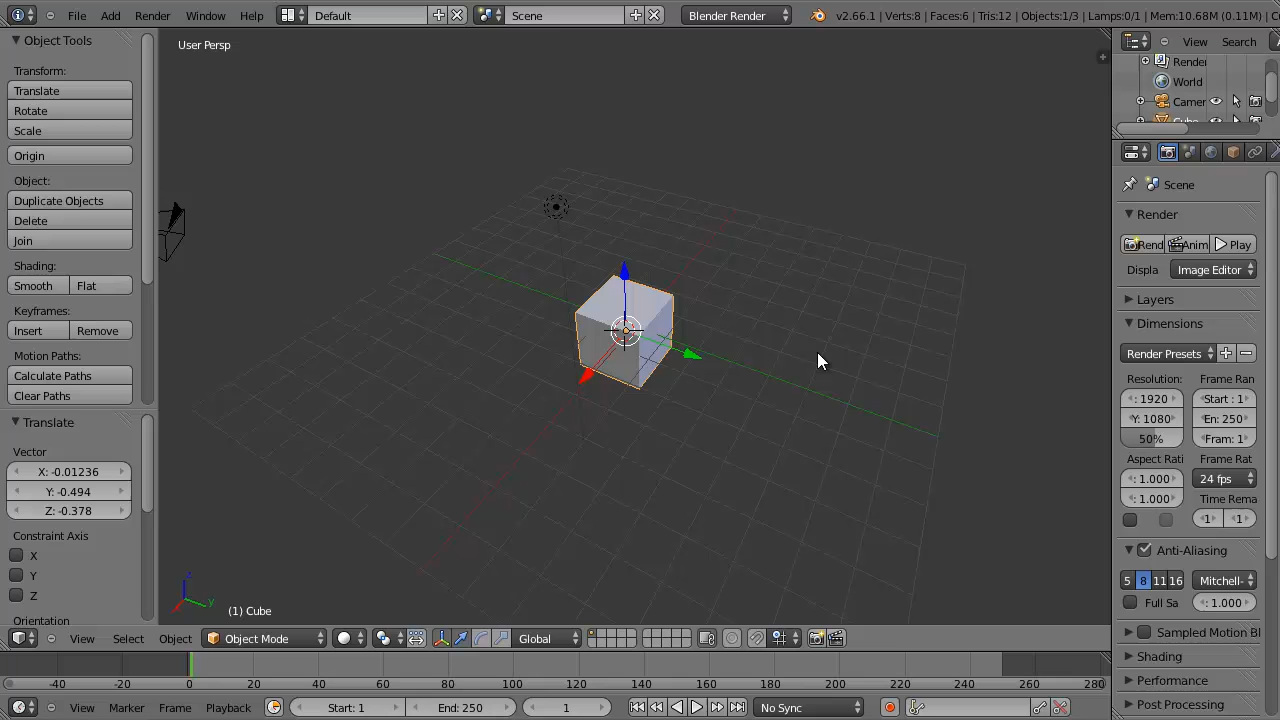 File Add Render Window Help Default Scene Blender Render v2.66.1 | Verts:8 | Faces:6 | Tris:12 | Objects:1/3 | Lamps:0/1 | Mem:10.68M (0.11M) | C
Object Tools
Transform:
Translate
Rotate
Scale
Origin
Object:
Duplicate Objects
Delete
Join
Shading:
Smooth Flat
Keyframes:
Insert Remove
Motion Paths:
Calculate Paths
Clear Paths
Translate
Vector
X: -0.01236
Y: -0.494
Z: -0.378
Constraint Axis
X
Y
Z
Orientation
User Persp
z
y
(1) Cube
View Select Object Object Mode Global
-40 -20 0 20 40 60 80 100 120 140 160 180 200 220 240 260 280
View Marker Frame Playback Start: 1 End: 250 1 No Sync
View Search
Render
World
Camer
Cube
Scene
Render
Rend Anim Play
Displa Image Editor
Layers
Dimensions
Render Presets
Resolution: Frame Ran
: 1920 Start : 1
Y: 1080 En: 250
50% Fram: 1
Aspect Rati Frame Rat
: 1.000 24 fps
: 1.000 Time Rema
1 1
Anti-Aliasing
5 8 11 16 Mitchell-
Full Sa : 1.000
Sampled Motion Bl
Shading
Performance
Post Processing